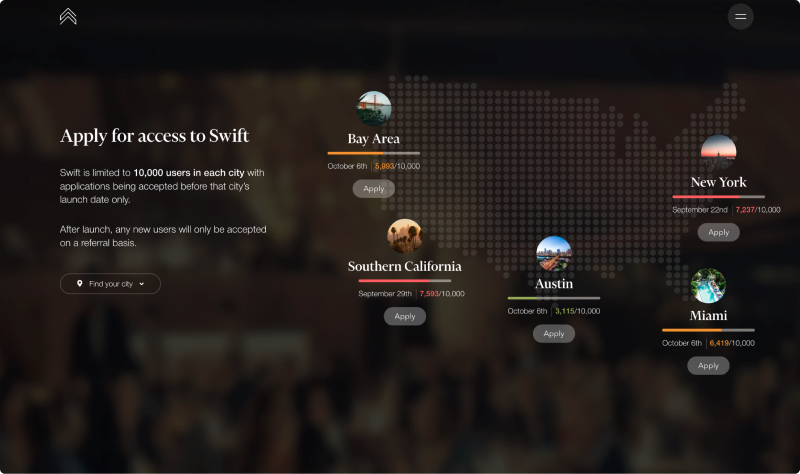 Apply for access to Swift
Swift is limited to 10,000 users in each city with
applications being accepted before that city's
launch date only.
After launch, any new users will only be accepted
on a referral basis.
Find your city
Bay Area
October 6th 5,993/10,000
Apply
New York
September 22nd 7,237/10,000
Apply
Southern California
September 29th 7,593/10,000
Apply
Austin
October 6th 3,115/10,000
Apply
Miami
October 6th 6,419/10,000
Apply